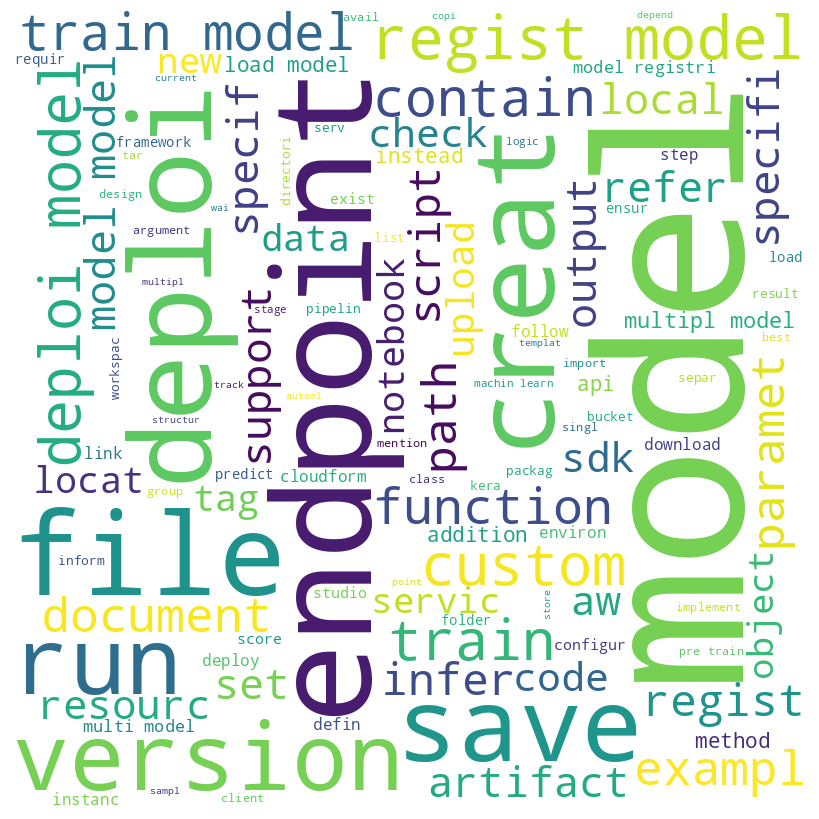 train model
avail
copi
depend
regist model
requir
new
load model
model registri
current
contain
local
deploi model
model
deploi
specif
endpoint
serv
check
logic
specifi
framework
tar
directori
instead
creat
model
step
refer
design
exist
script
output
ensur
wai
argument
data
list
upload
load
multipl
support
stage
pipelin
notebook
follow
result
model
multipl model
workspac
templat
best
track
machin learn
import
api
separ
automl
path
structur
bucket
singl
paramet
link
mention
download
locat
predict
cloudform
class
packag
sdk
group
tag
kera
file
function
addition
environ
inform
custom
point
studio
servic
store
aw
object
implement
document
folder
run
score
train
configur
pre train
deploy
set
infer
code
resourc
regist
multi model
defin
save
method
version
artifact
exampl
instanc
sampl
client